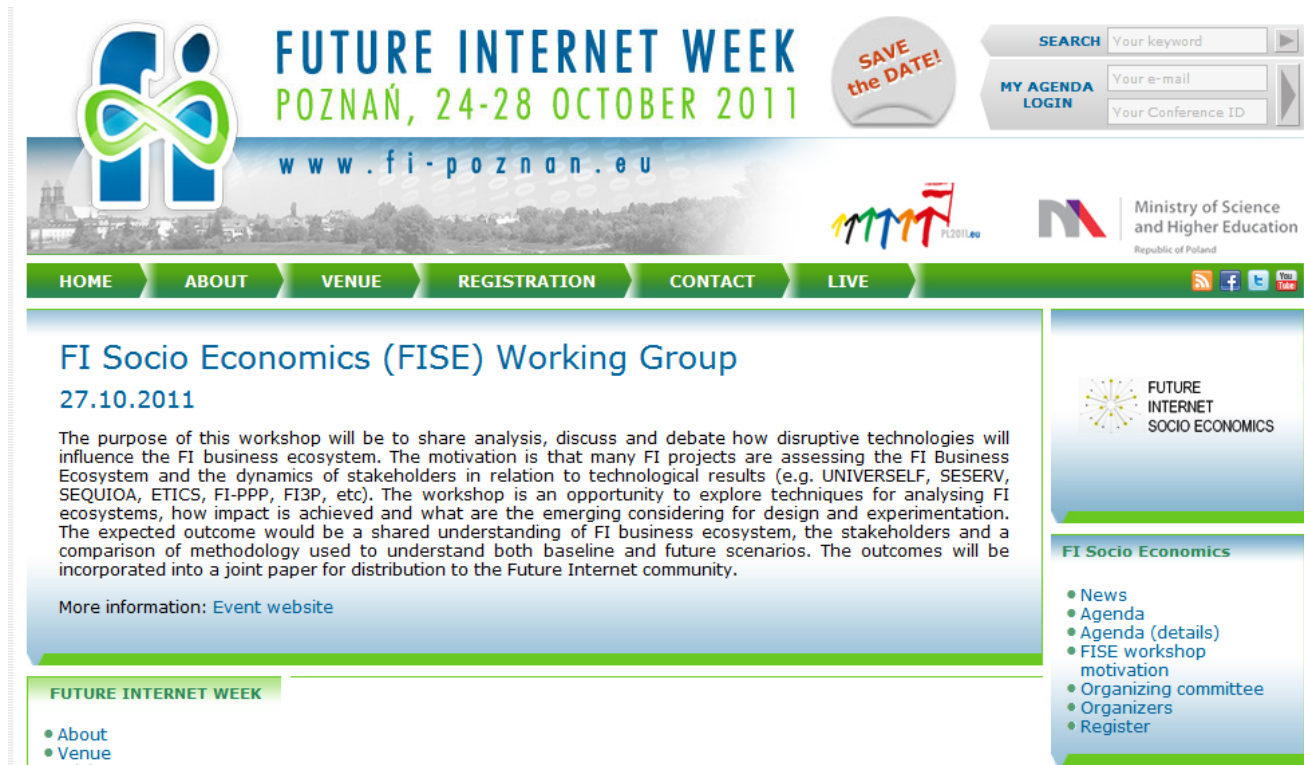 FUTURE INTERNET WEEK
POZNAŃ, 24-28 OCTOBER 2011
SAVE
the DATE!
SEARCH
Your keyword
MY AGENDA
LOGIN
Your e-mail
Your Conference ID
www.fi-poznan.eu
PL2011.eu
Ministry of Science
and Higher Education
Republic of Poland
HOME
ABOUT
VENUE
REGISTRATION
CONTACT
LIVE
You
Tube
FI Socio Economics (FISE) Working Group
27.10.2011
The purpose of this workshop will be to share analysis, discuss and debate how disruptive technologies will
influence the FI business ecosystem. The motivation is that many FI projects are assessing the FI Business
Ecosystem and the dynamics of stakeholders in relation to technological results (e.g. UNIVERSELF, SESERV,
SEQUIOA, ETICS, FI-PPP, FI3P, etc). The workshop is an opportunity to explore techniques for analysing FI
ecosystems, how impact is achieved and what are the emerging considering for design and experimentation.
The expected outcome would be a shared understanding of FI business ecosystem, the stakeholders and a
comparison of methodology used to understand both baseline and future scenarios. The outcomes will be
incorporated into a joint paper for distribution to the Future Internet community.
More information: Event website
FUTURE
INTERNET
SOCIO ECONOMICS
FI Socio Economics
News
Agenda
Agenda (details)
FISE workshop
motivation
Organizing committee
Organizers
Register
FUTURE INTERNET WEEK
About
Venue